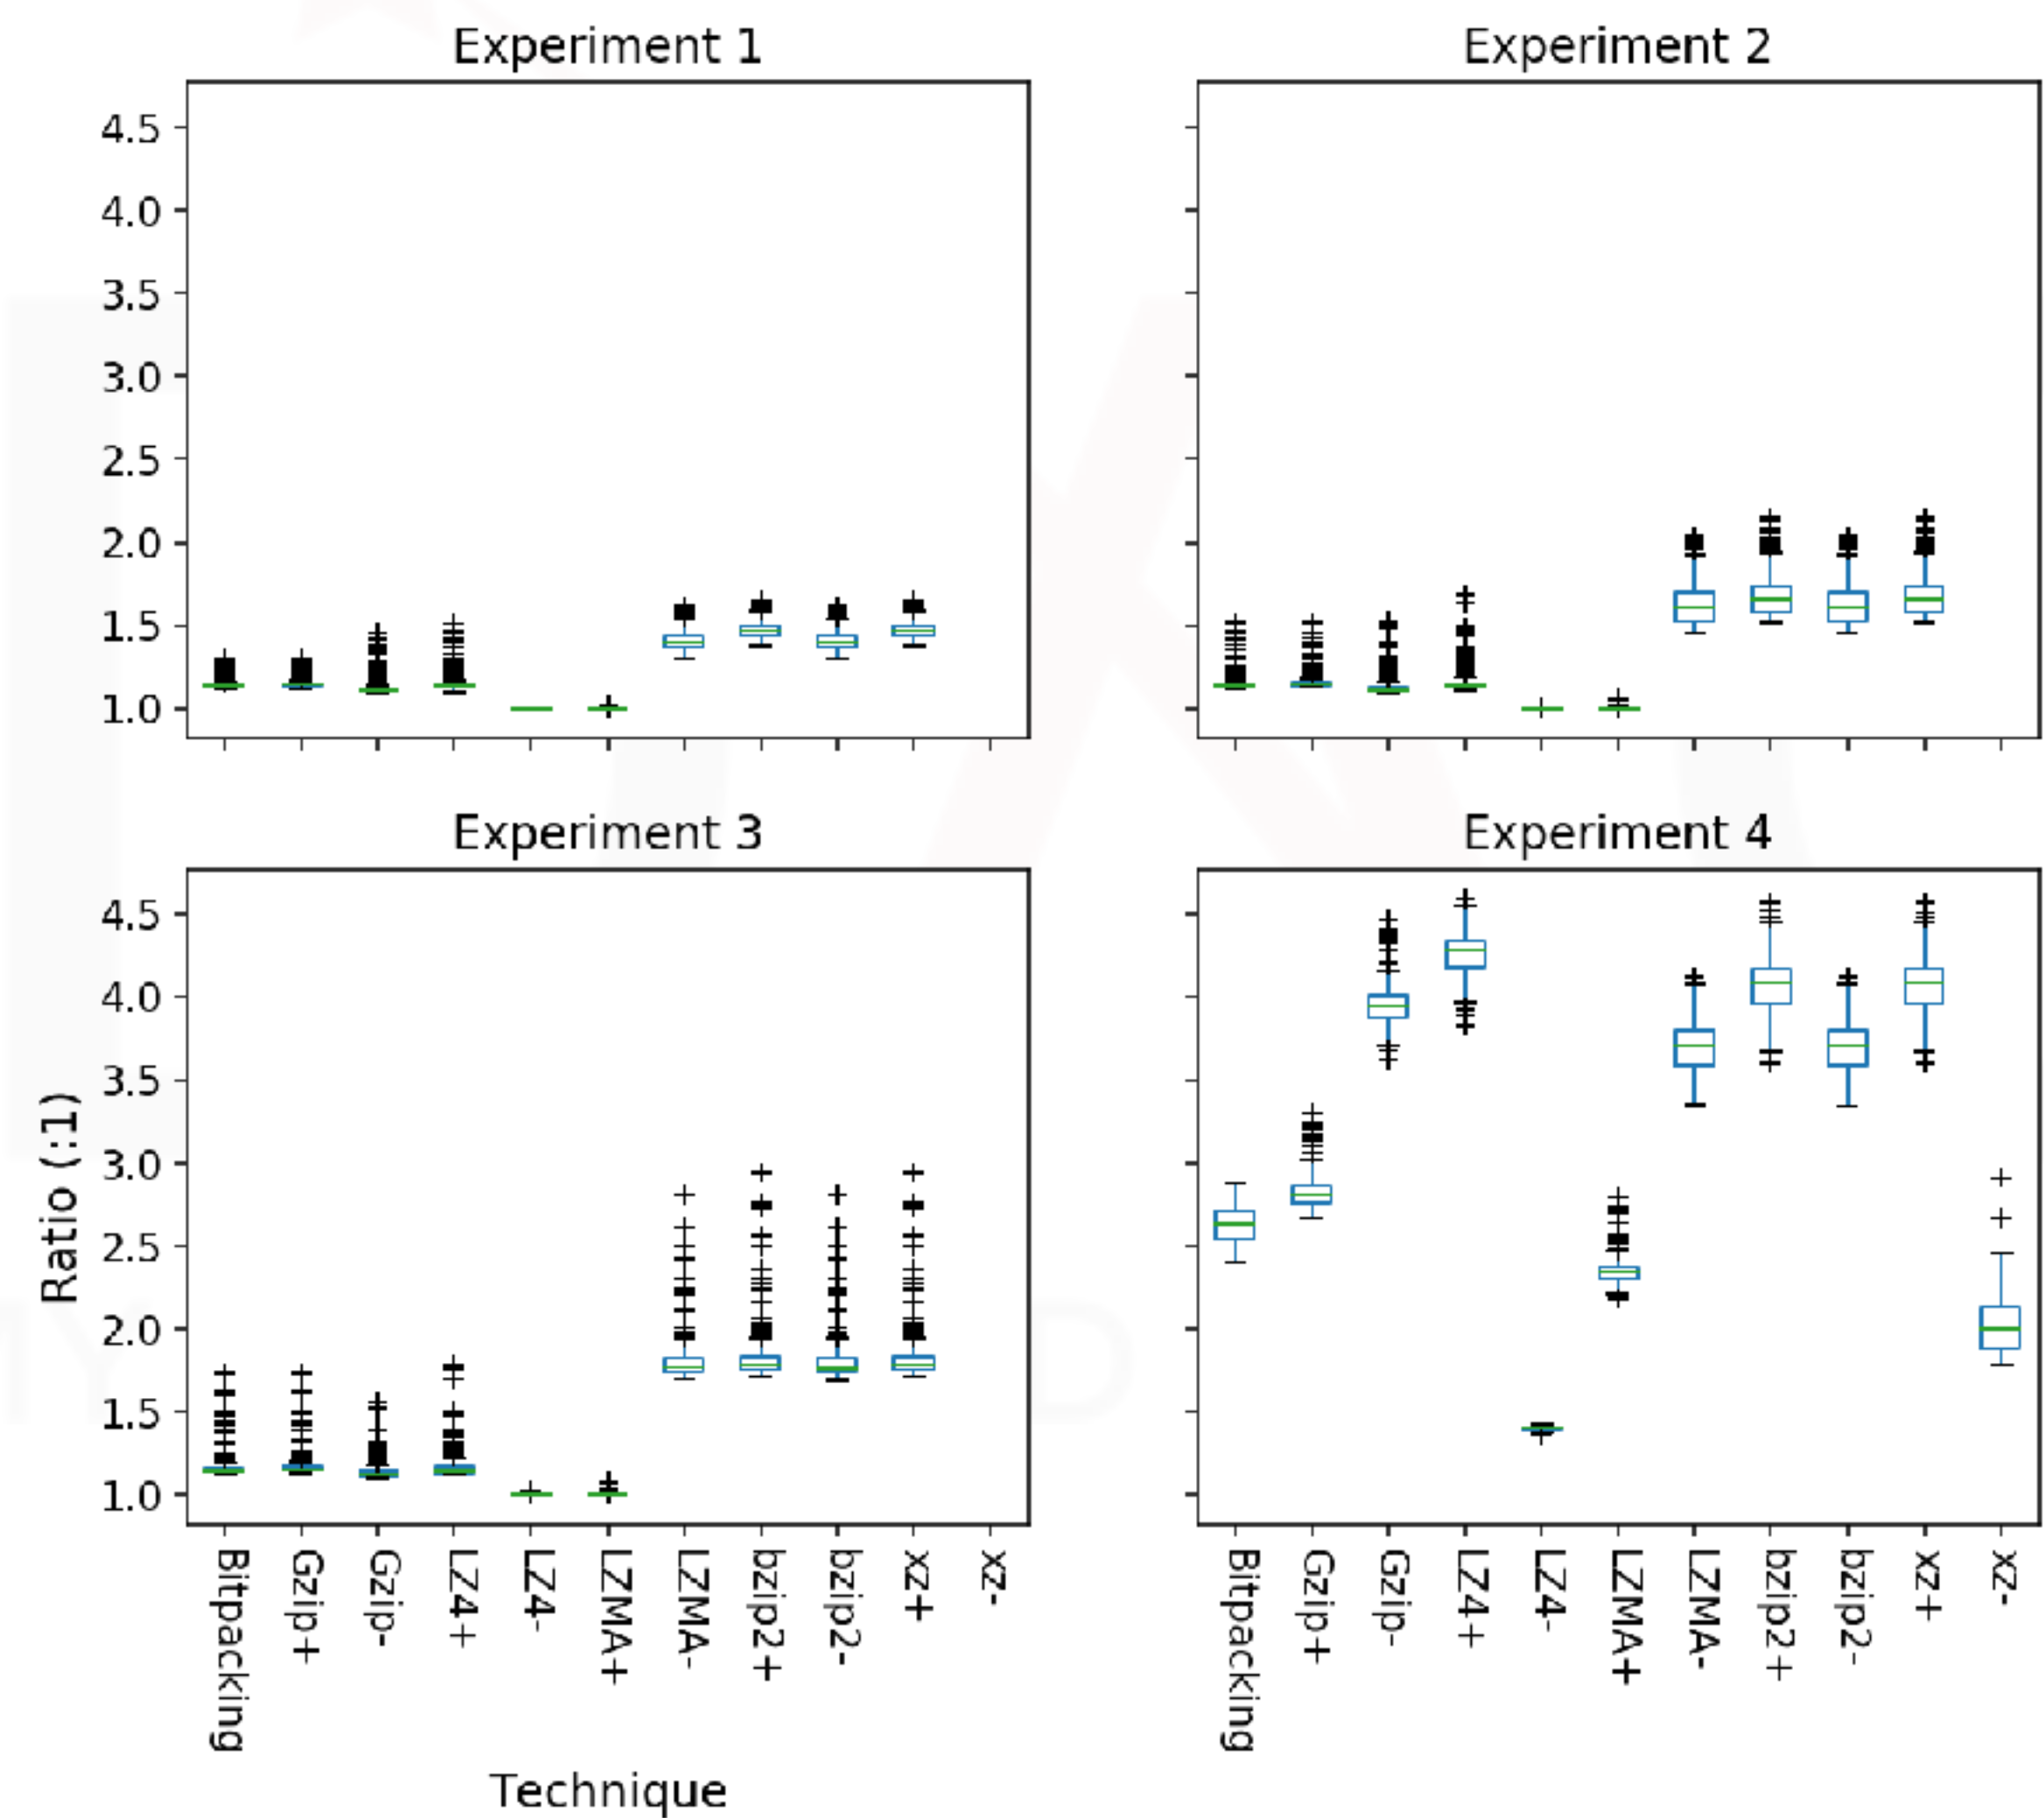 Experiment 1
Experiment 2
4.5
4.0
3.5
3.0
2.5
2.0
1.5
1.0
Experiment 3
Experiment 4
4.5
4.0
3.5
3.0
2.5
2.0
1.5
1.0
Ratio (:1)
Bitpacking
Gzip+
Gzip-
LZ4+
LZ4-
LZMA+
LZMA-
bzip2+
bzip2-
xz+
xz-
Bitpacking
Gzip+
Gzip-
LZ4+
LZ4-
LZMA+
LZMA-
bzip2+
bzip2-
xz+
xz-
Technique